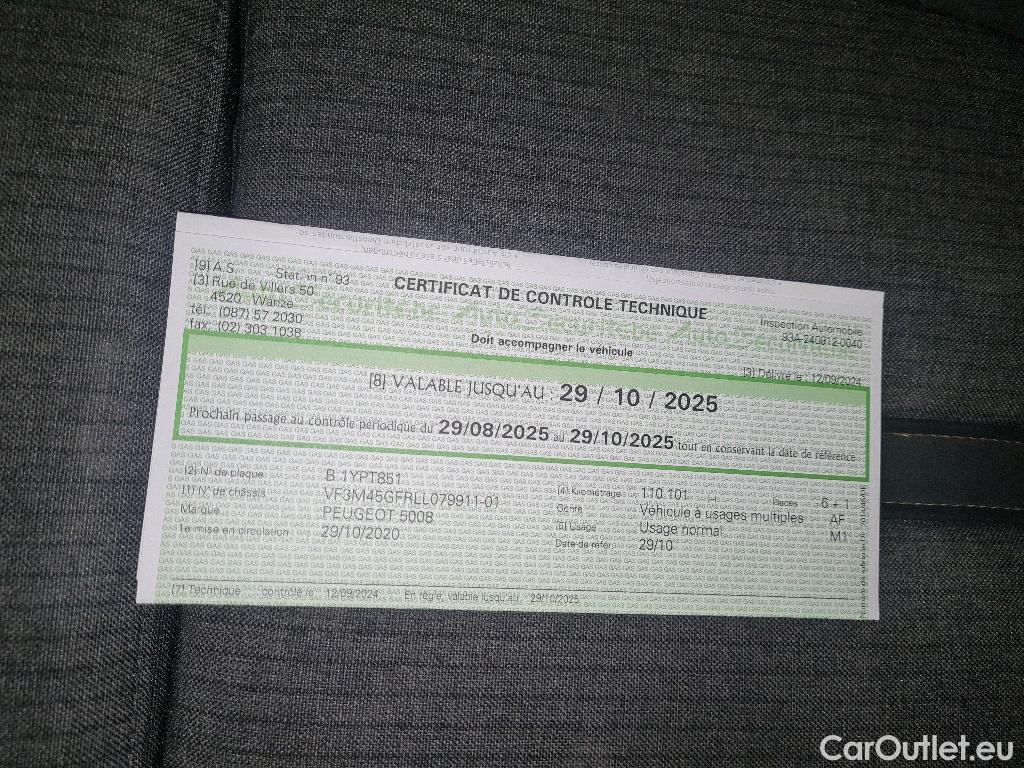 [9] A.S. Stat. n° 93
[3] Rue de Villers 50
4520 Wanze
tél.: (087) 57 2030
fax: (02) 303 1038
CERTIFICAT DE CONTROLE TECHNIQUE
Doit accompagner le véhicule
Inspection Automobile
93A-240912-0040
[3] Délivré le : 12/09/2024
[8] VALABLE JUSQU'AU : 29 / 10 / 2025
Prochain passage au contrôle périodique du 29/08/2025 au 29/10/2025 tout en conservant la date de référence
[2] N° de plaque B 1YPT851
[1] N° de châssis VF3M45GFRLL079911-01
Marque PEUGEOT 5008
1e mise en circulation 29/10/2020
[4] Kilométrage 110.101 Places 6 + 1
Genre Véhicule à usages multiples AF
[6] Usage Usage normal M1
Date de référ. 29/10
[7] Technique contrôlé le 12/09/2024 En règle, valable jusqu'au 29/10/2025
CarOutlet.eu